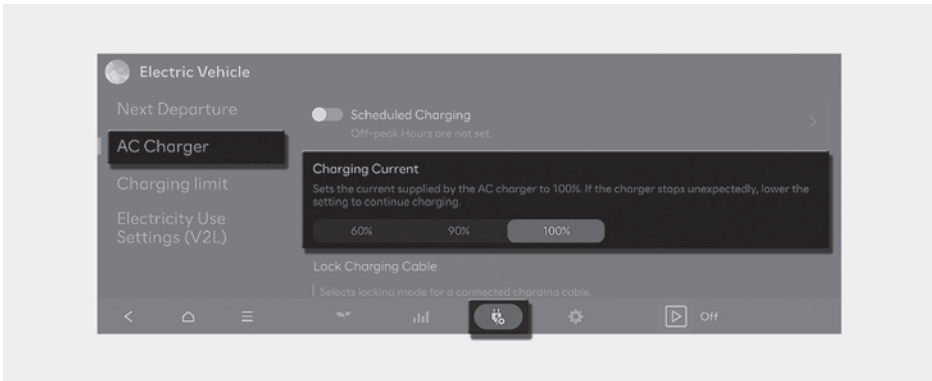 Electric Vehicle
Next Departure
AC Charger
Charging limit
Electricity Use
Settings (V2L)
Scheduled Charging
Off-peak Hours are not set.
Charging Current
Sets the current supplied by the AC charger to 100%. If the charger stops unexpectedly, lower the
setting to continue charging.
60% 90% 100%
Lock Charging Cable
Selects locking mode for a connected charging cable.
Off